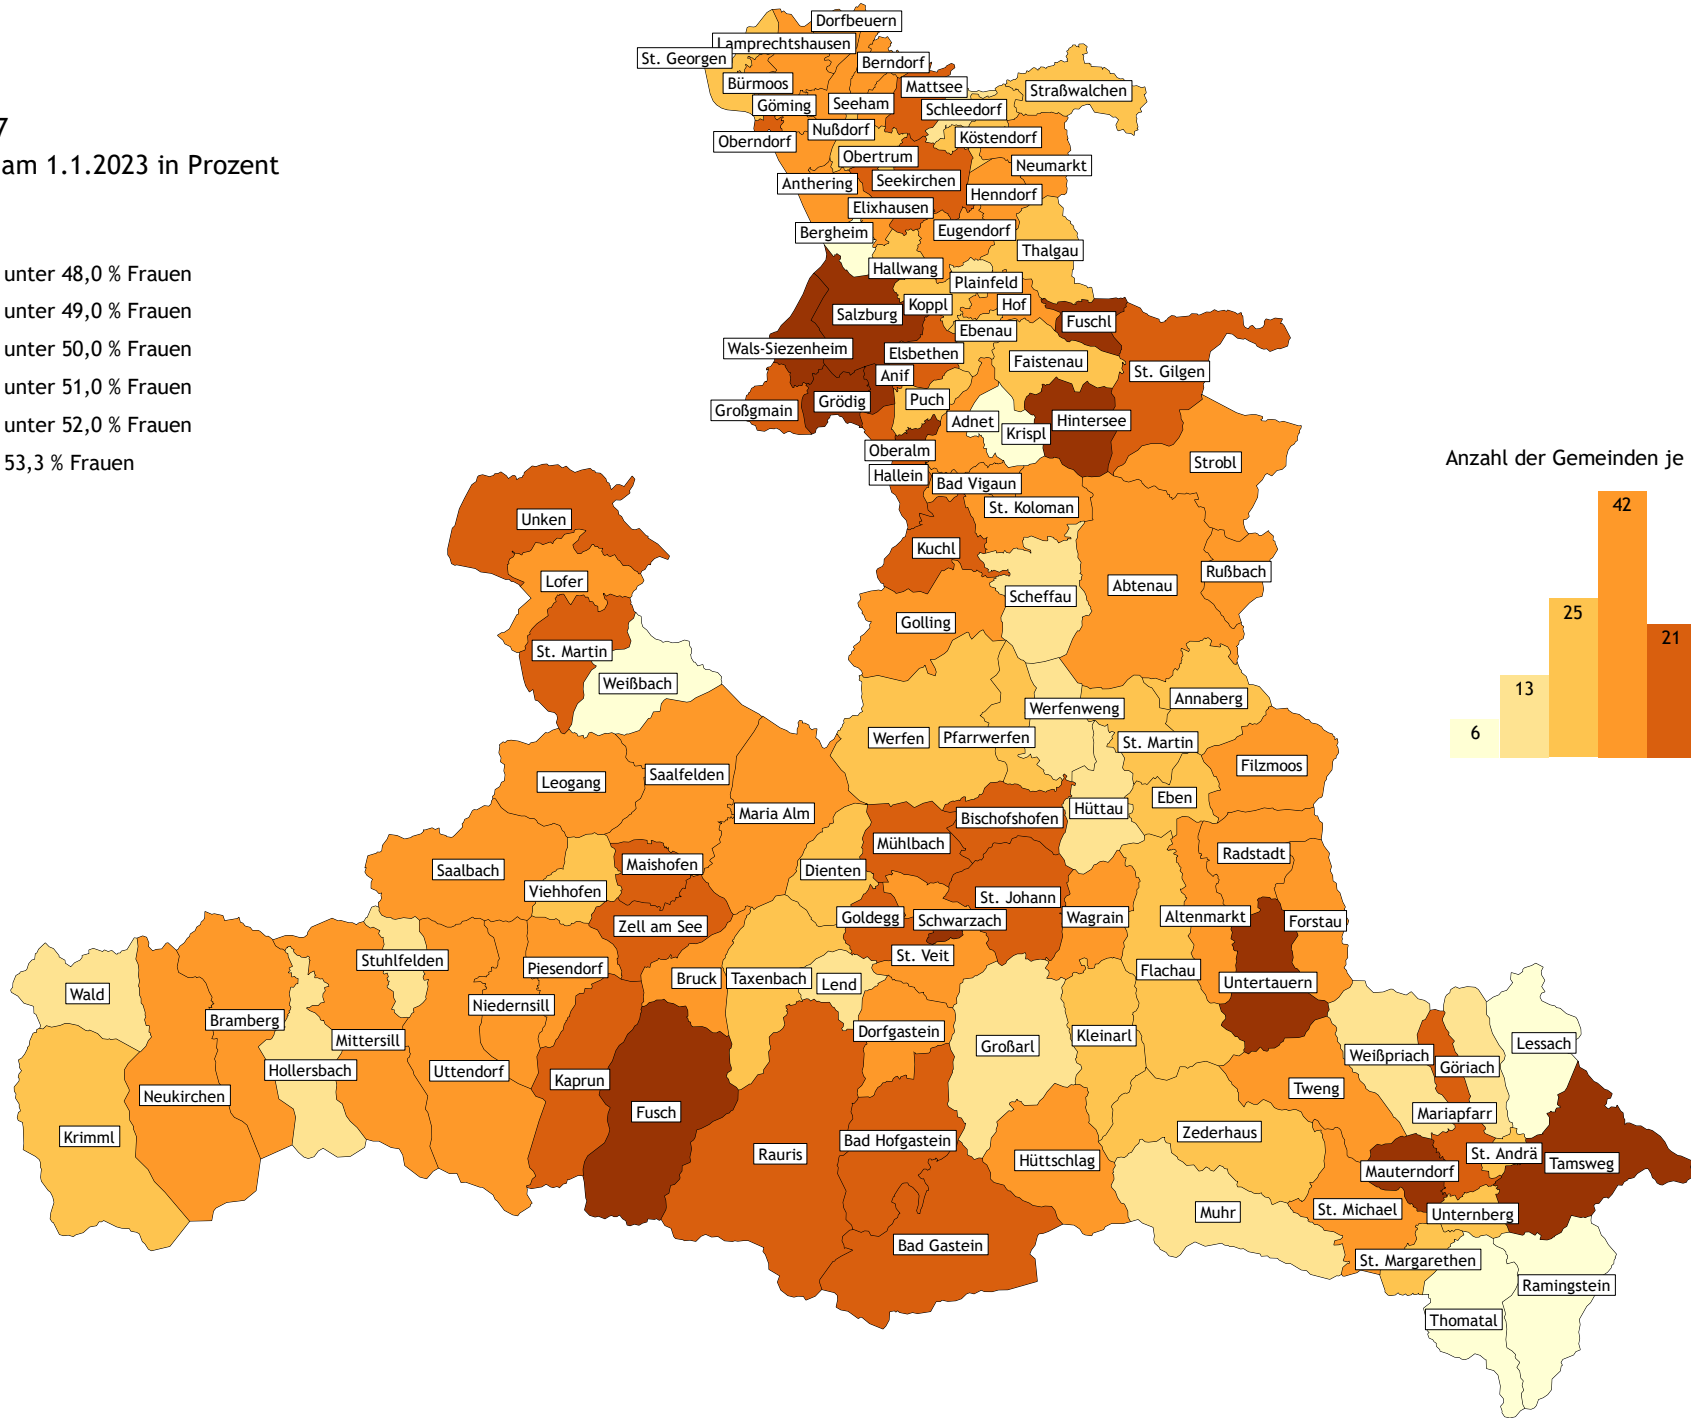 7
am 1.1.2023 in Prozent
unter 48,0 % Frauen
unter 49,0 % Frauen
unter 50,0 % Frauen
unter 51,0 % Frauen
unter 52,0 % Frauen
53,3 % Frauen
Anzahl der Gemeinden je
6
13
25
42
21
Dorfbeuern
Lamprechtshausen
St. Georgen
Berndorf
Bürmoos
Mattsee
Straßwalchen
Göming
Seeham
Schleedorf
Nußdorf
Köstendorf
Oberndorf
Obertrum
Neumarkt
Anthering
Seekirchen
Henndorf
Elixhausen
Bergheim
Eugendorf
Thalgau
Hallwang
Plainfeld
Koppl
Hof
Salzburg
Fuschl
Ebenau
Wals-Siezenheim
Elsbethen
Faistenau
St. Gilgen
Anif
Großgmain
Grödig
Puch
Adnet
Hintersee
Krispl
Oberalm
Strobl
Hallein
Bad Vigaun
St. Koloman
Unken
Kuchl
Lofer
Rußbach
Abtenau
Scheffau
Golling
St. Martin
Weißbach
Annaberg
Werfenweng
Werfen
Pfarrwerfen
St. Martin
Filzmoos
Leogang
Saalfelden
Eben
Hüttau
Maria Alm
Bischofshofen
Mühlbach
Radstadt
Maishofen
Saalbach
Dienten
Viehhofen
St. Johann
Goldegg
Schwarzach
Wagrain
Altenmarkt
Forstau
Zell am See
St. Veit
Stuhlfelden
Piesendorf
Flachau
Bruck
Taxenbach
Lend
Untertauern
Wald
Niedernsill
Bramberg
Dorfgastein
Kleinarl
Mittersill
Großarl
Lessach
Weißpriach
Göriach
Hollersbach
Uttendorf
Kaprun
Tweng
Neukirchen
Fusch
Mariapfarr
Krimml
Bad Hofgastein
Zederhaus
Rauris
Hüttschlag
St. Andrä
Tamsweg
Mauterndorf
Muhr
St. Michael
Unternberg
Bad Gastein
St. Margarethen
Ramingstein
Thomatal